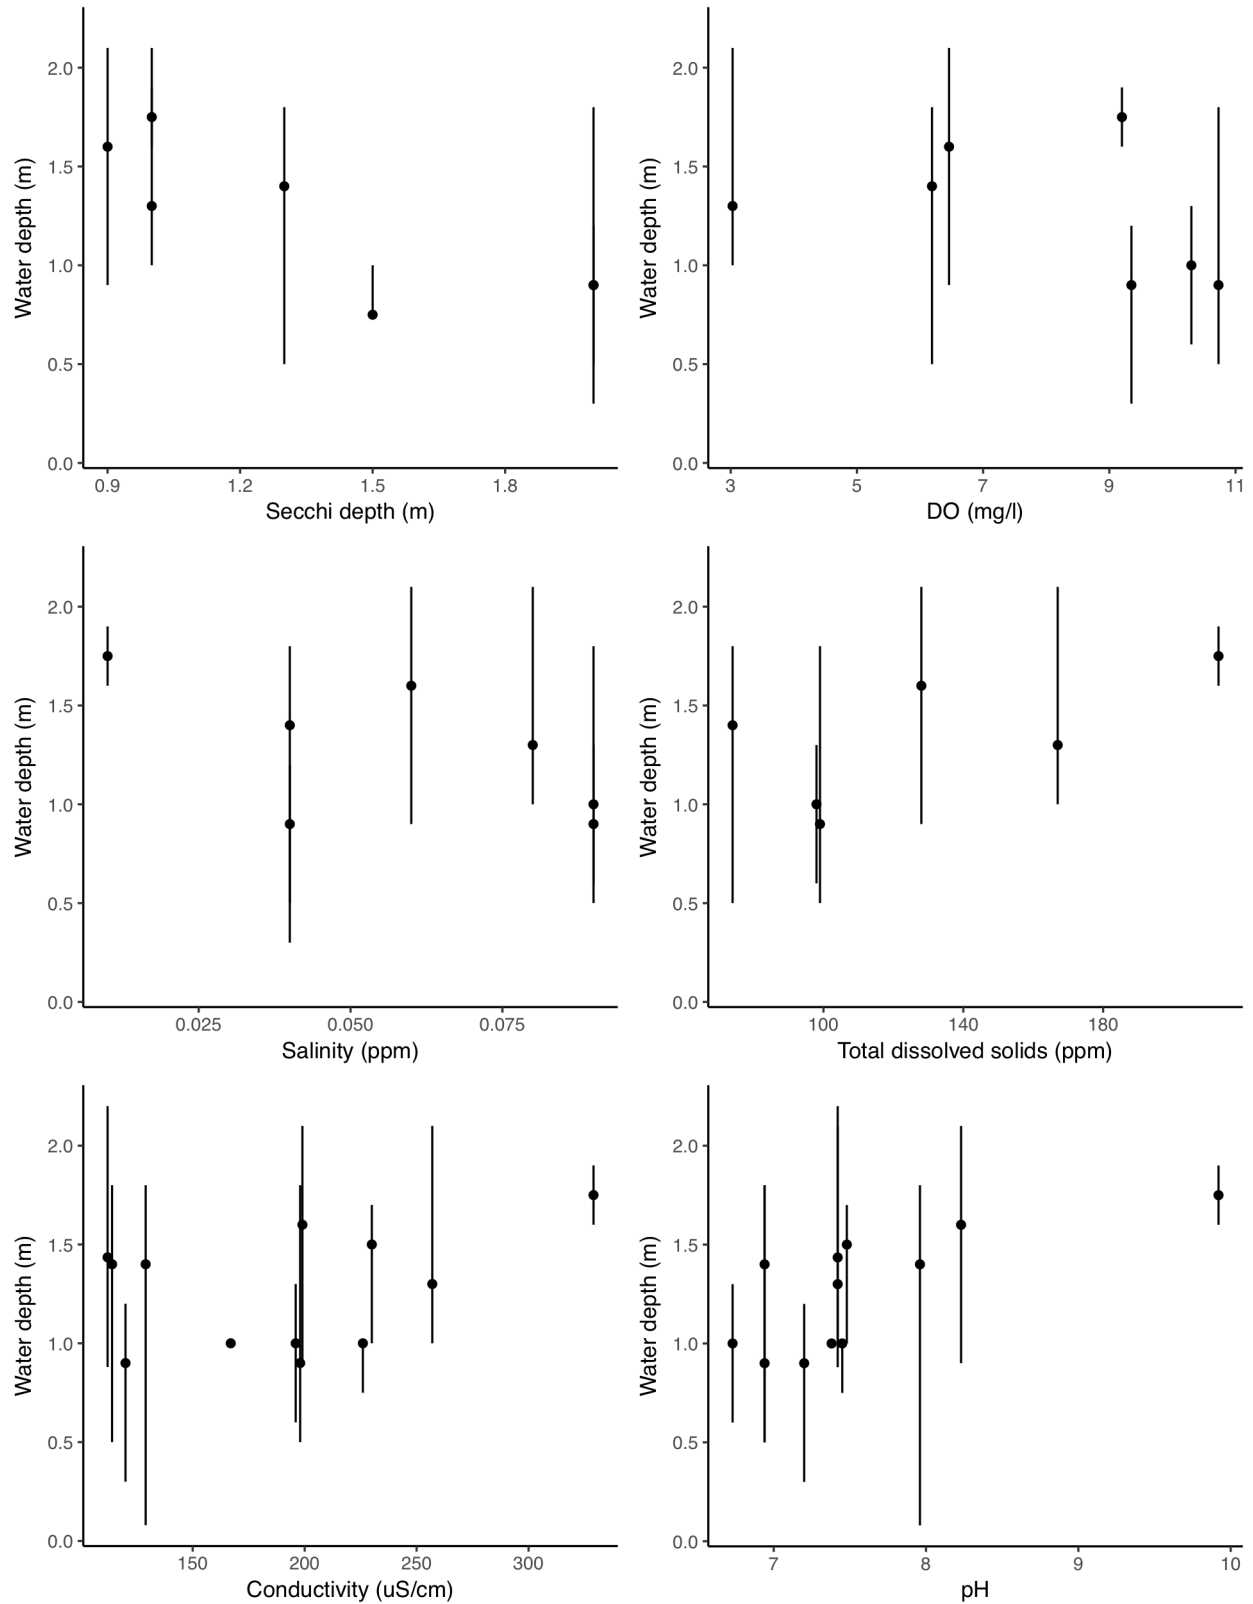 Water depth (m)
2.0
1.5
1.0
0.5
0.0
0.9 1.2 1.5 1.8
Secchi depth (m)
Water depth (m)
2.0
1.5
1.0
0.5
0.0
3 5 7 9 11
DO (mg/l)
Water depth (m)
2.0
1.5
1.0
0.5
0.0
0.025 0.050 0.075
Salinity (ppm)
Water depth (m)
2.0
1.5
1.0
0.5
0.0
100 140 180
Total dissolved solids (ppm)
Water depth (m)
2.0
1.5
1.0
0.5
0.0
150 200 250 300
Conductivity (uS/cm)
Water depth (m)
2.0
1.5
1.0
0.5
0.0
7 8 9 10
pH